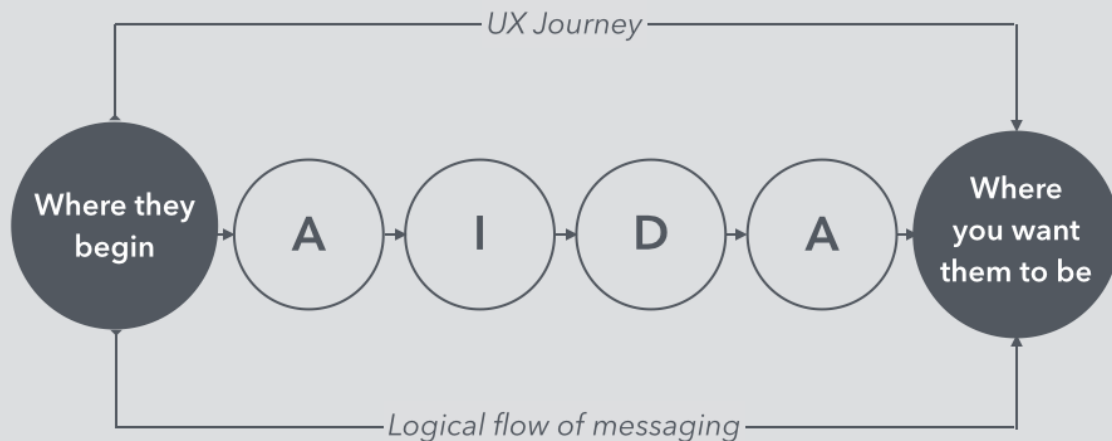 UX Journey
Where they
begin
A
I
D
A
Where
you want
them to be
Logical flow of messaging